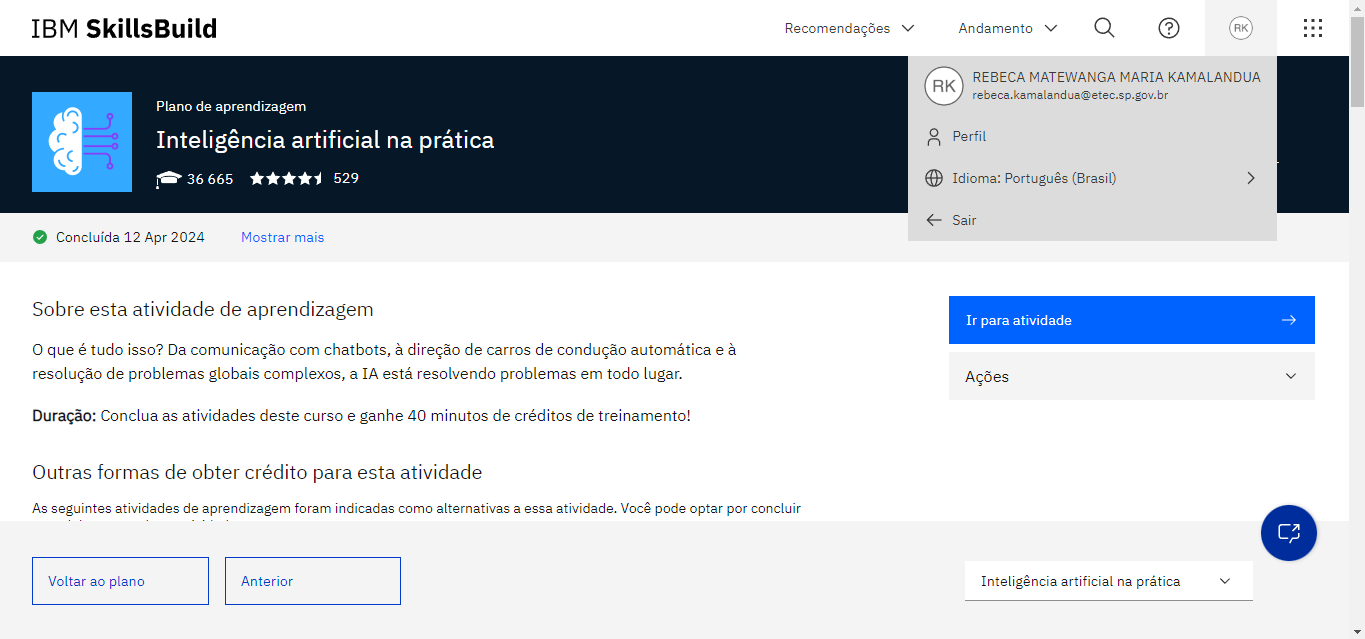 IBM SkillsBuild
Recomendações
Andamento
RK
RK
REBECA MATEWANGA MARIA KAMALANDUA
rebeca.kamalandua@etec.sp.gov.br
Perfil
Idioma: Português (Brasil)
Sair
Plano de aprendizagem
Inteligência artificial na prática
36 665
529
Concluída 12 Apr 2024
Mostrar mais
Sobre esta atividade de aprendizagem
O que é tudo isso? Da comunicação com chatbots, à direção de carros de condução automática e à
resolução de problemas globais complexos, a IA está resolvendo problemas em todo lugar.
Duração: Conclua as atividades deste curso e ganhe 40 minutos de créditos de treinamento!
Ir para atividade
Ações
Outras formas de obter crédito para esta atividade
As seguintes atividades de aprendizagem foram indicadas como alternativas a essa atividade. Você pode optar por concluir
Voltar ao plano
Anterior
Inteligência artificial na prática